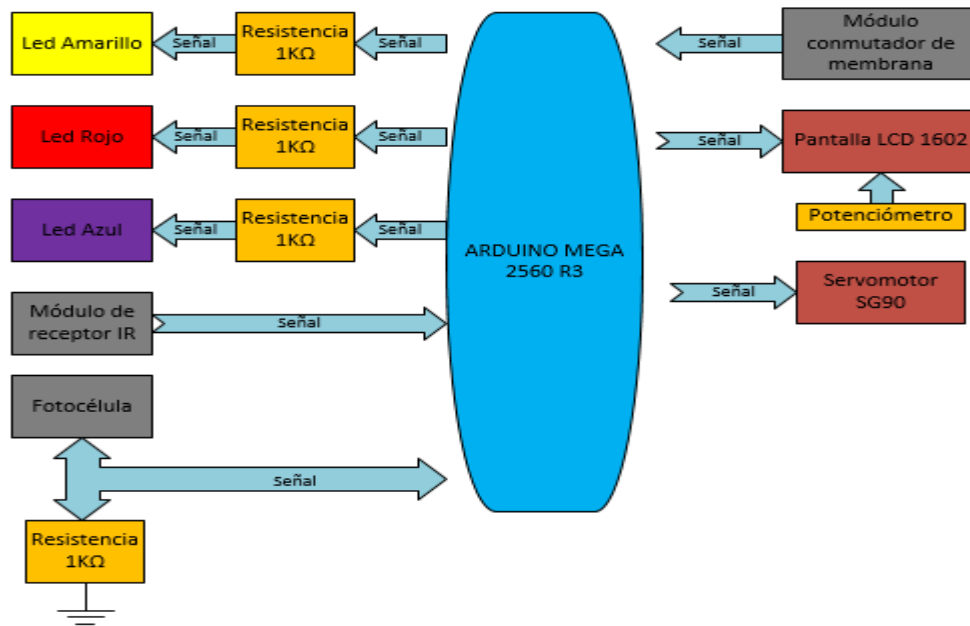 Led Amarillo
Señal
Resistencia
1KΩ
Señal
Señal
Módulo
conmutador de
membrana
Led Rojo
Señal
Resistencia
1KΩ
Señal
Señal
Pantalla LCD 1602
Potenciómetro
Led Azul
Señal
Resistencia
1KΩ
Señal
ARDUINO MEGA
2560 R3
Señal
Servomotor
SG90
Módulo de
receptor IR
Señal
Fotocélula
Señal
Resistencia
1KΩ